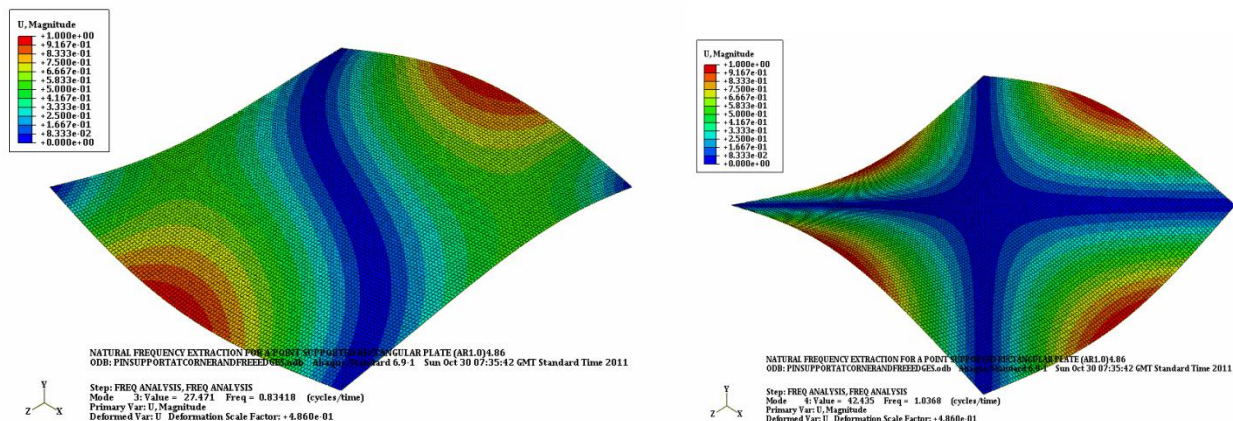 U, Magnitude
+1.000e+00
+9.167e-01
+8.333e-01
+7.500e-01
+6.667e-01
+5.833e-01
+5.000e-01
+4.167e-01
+3.333e-01
+2.500e-01
+1.667e-01
+8.333e-02
+0.000e+00
NATURAL FREQUENCY EXTRACTION FOR A POINT SUPPORTED RECTANGULAR PLATE (AR1.0)4.86
ODB: PINSUPPORTATCORNERANDFREEEDGES.odb Abaqus/Standard 6.9-1 Sun Oct 30 07:35:42 GMT Standard Time 2011
Step: FREQ ANALYSIS, FREQ ANALYSIS
Mode 3: Value = 27.471 Freq = 0.83418 (cycles/time)
Primary Var: U, Magnitude
Deformed Var: U Deformation Scale Factor: +4.860e-01
Y
Z X
U, Magnitude
+1.000e+00
+9.167e-01
+8.333e-01
+7.500e-01
+6.667e-01
+5.833e-01
+5.000e-01
+4.167e-01
+3.333e-01
+2.500e-01
+1.667e-01
+8.333e-02
+0.000e+00
NATURAL FREQUENCY EXTRACTION FOR A POINT SUPPORTED RECTANGULAR PLATE (AR1.0)4.86
ODB: PINSUPPORTATCORNERANDFREEEDGES.odb Abaqus/Standard 6.9-1 Sun Oct 30 07:35:42 GMT Standard Time 2011
Step: FREQ ANALYSIS, FREQ ANALYSIS
Mode 4: Value = 42.435 Freq = 1.0368 (cycles/time)
Primary Var: U, Magnitude
Deformed Var: U Deformation Scale Factor: +4.860e-01
Y
Z X